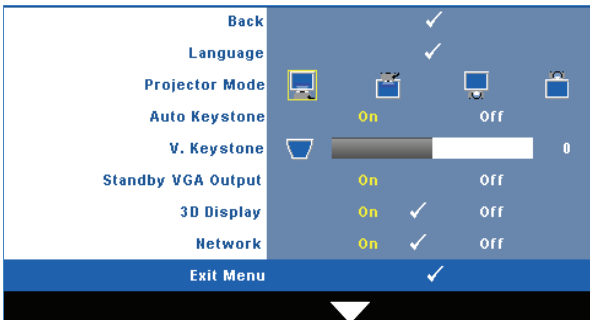 Back
Language
Projector Mode
Auto Keystone On Off
V. Keystone 0
Standby VGA Output On Off
3D Display On ✓ Off
Network On ✓ Off
Exit Menu